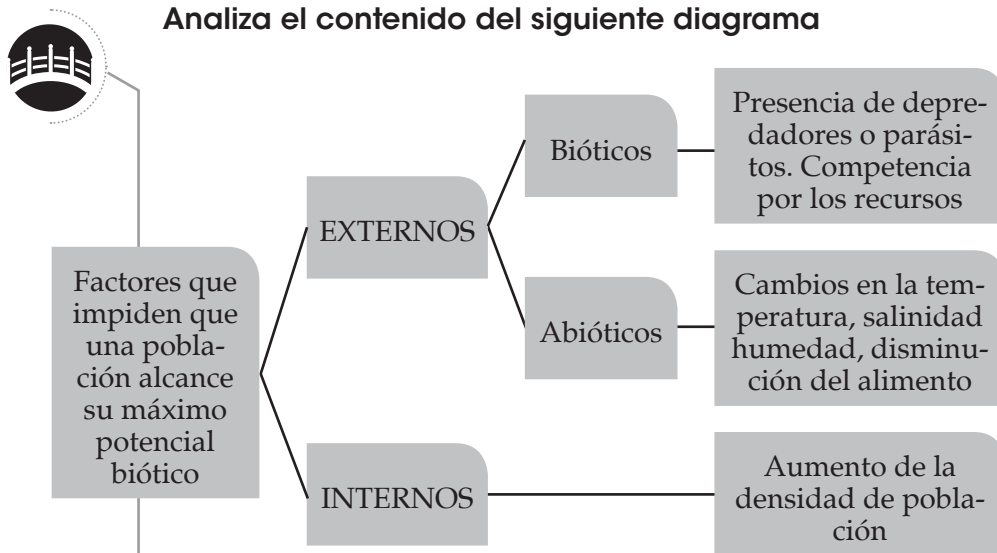 Analiza el contenido del siguiente diagrama
Factores que
impiden que
una pobla-
ción alcance
su máximo
potencial
biótico
EXTERNOS
Bióticos
Presencia de depre-
dadores o parási-
tos. Competencia
por los recursos
Abióticos
Cambios en la tem-
peratura, salinidad
humedad, disminu-
ción del alimento
INTERNOS
Aumento de la
densidad de pobla-
ción